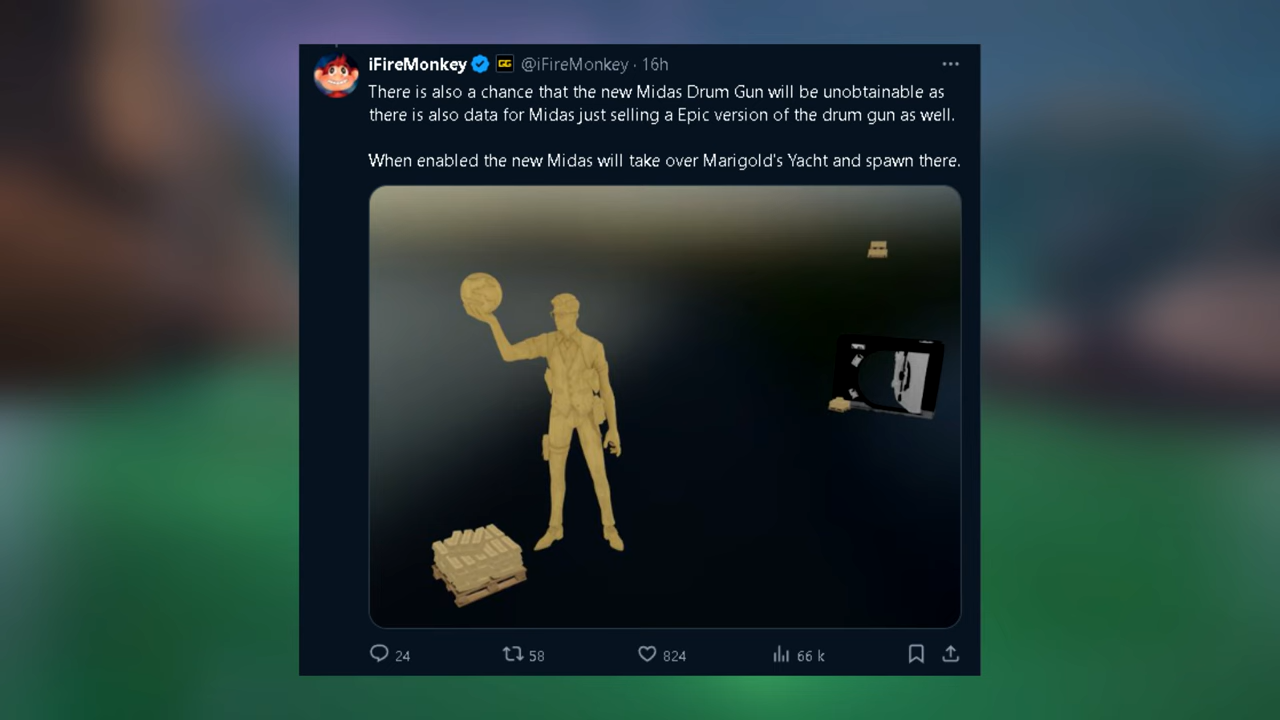 iFireMonkey GG @iFireMonkey · 16h
There is also a chance that the new Midas Drum Gun will be unobtainable as
there is also data for Midas just selling a Epic version of the drum gun as well.
When enabled the new Midas will take over Marigold's Yacht and spawn there.
24 58 824 66 k